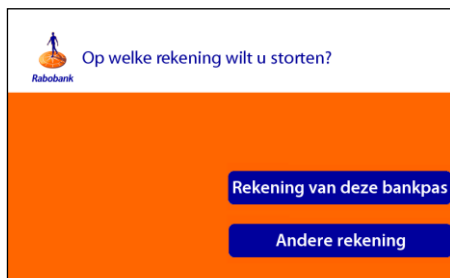 Op welke rekening wilt u storten?
Rabobank
Rekening van deze bankpas
Andere rekening